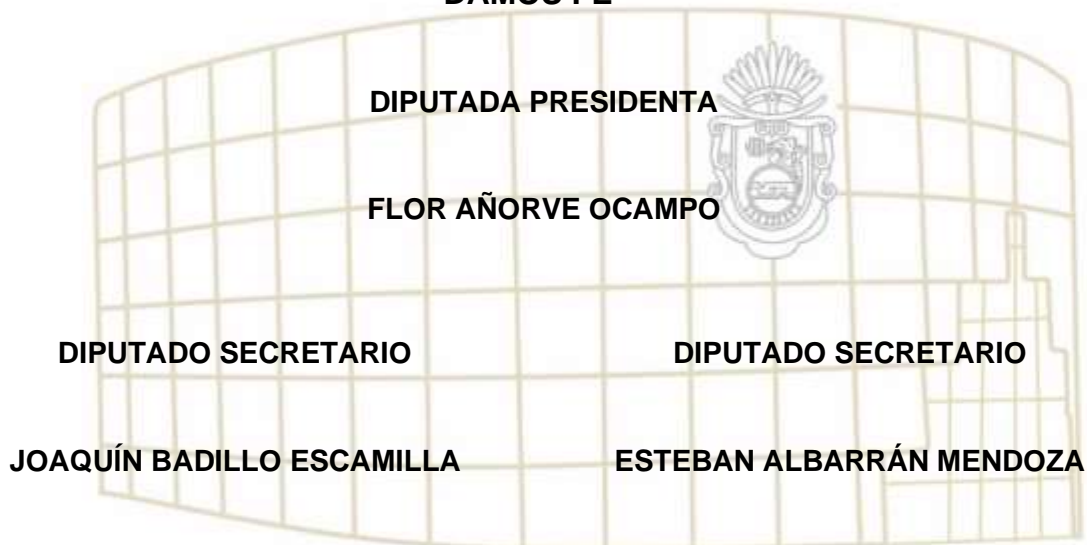 DIPUTADA PRESIDENTA
FLOR AÑORVE OCAMPO
DIPUTADO SECRETARIO DIPUTADO SECRETARIO
JOAQUÍN BADILLO ESCAMILLA ESTEBAN ALBARRÁN MENDOZA